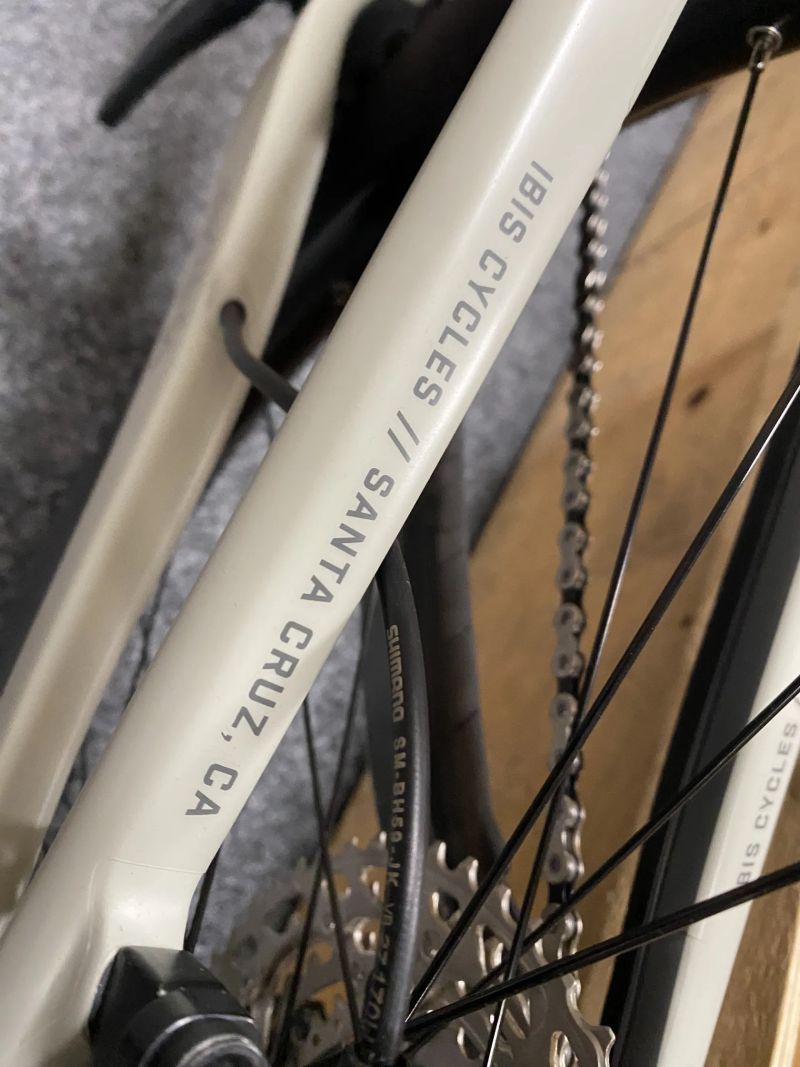 IBIS CYCLES // SANTA CRUZ, CA
SHIMANO SM-BH59-JK
IBIS CYCLES /